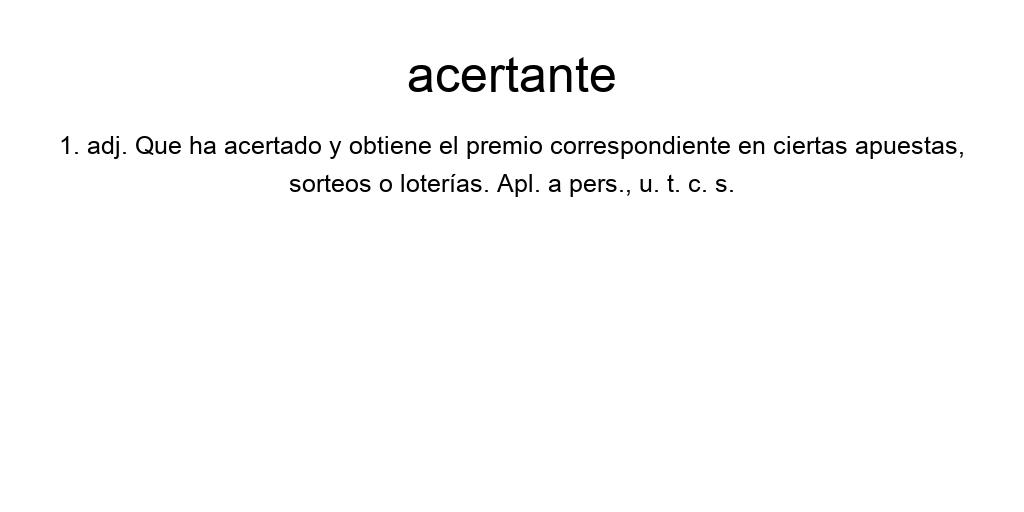 acertante
1. adj. Que ha acertado y obtiene el premio correspondiente en ciertas apuestas,
sorteos o loterías. Apl. a pers., u. t. c. s.